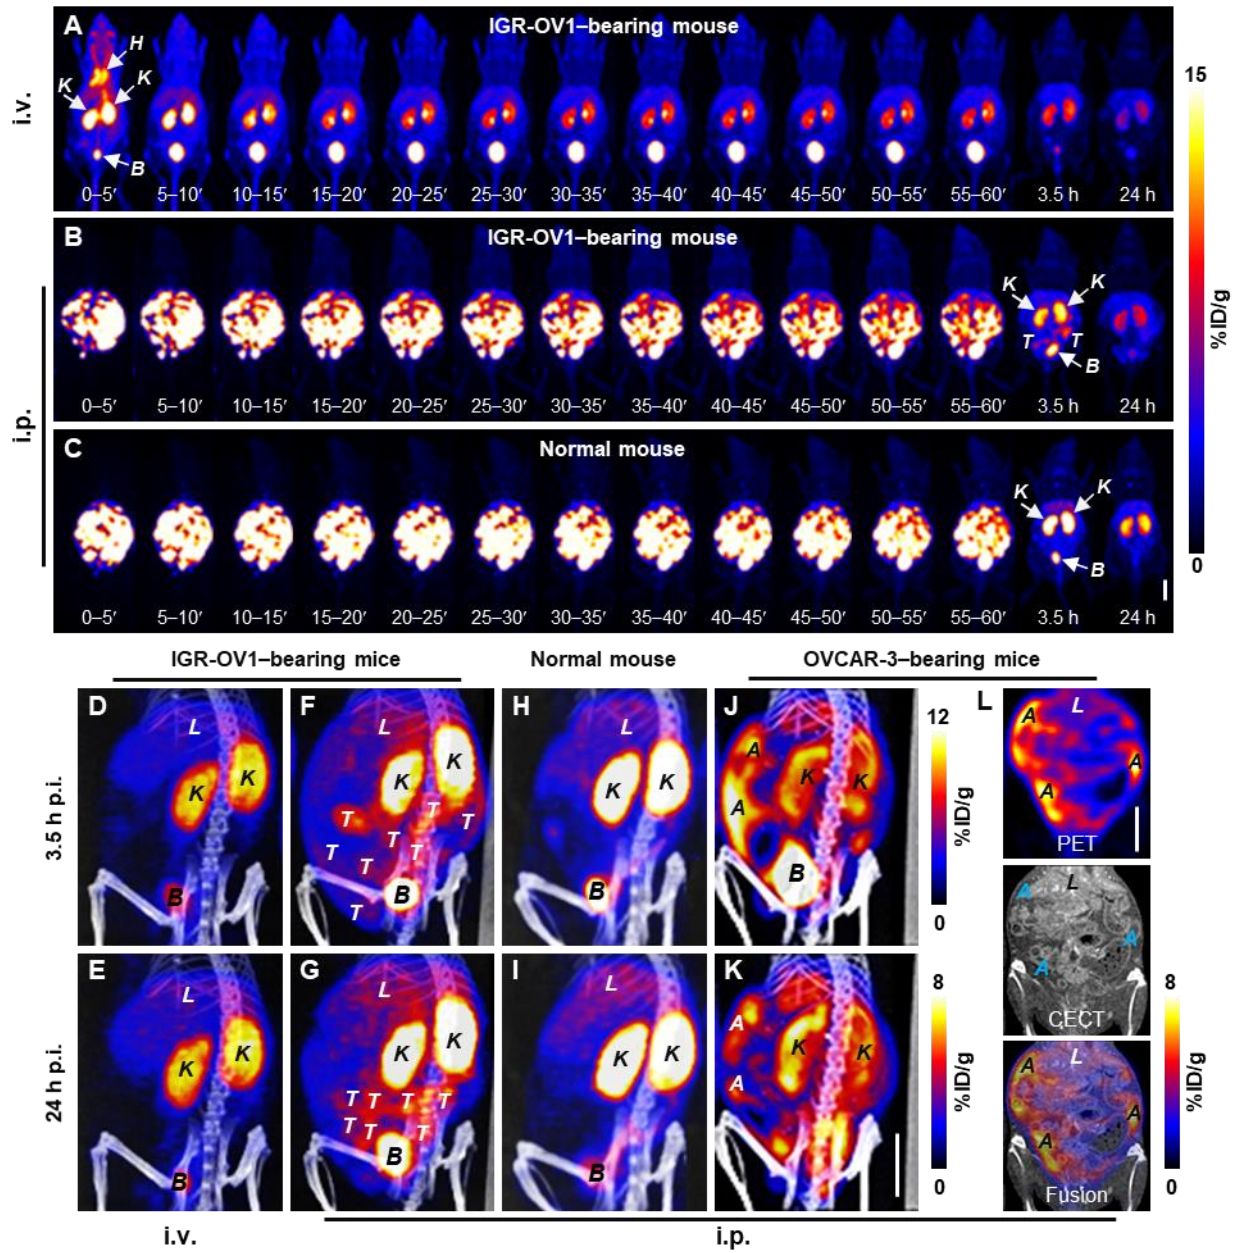 A
IGR-OV1–bearing mouse
H
K
K
B
i.v.
0–5′ 5–10′ 10–15′ 15–20′ 20–25′ 25–30′ 30–35′ 35–40′ 40–45′ 45–50′ 50–55′ 55–60′ 3.5 h 24 h
B
IGR-OV1–bearing mouse
K K
T T
B
0–5′ 5–10′ 10–15′ 15–20′ 20–25′ 25–30′ 30–35′ 35–40′ 40–45′ 45–50′ 50–55′ 55–60′ 3.5 h 24 h
i.p.
C
Normal mouse
K K
B
0–5′ 5–10′ 10–15′ 15–20′ 20–25′ 25–30′ 30–35′ 35–40′ 40–45′ 45–50′ 50–55′ 55–60′ 3.5 h 24 h
15
%ID/g
0
IGR-OV1–bearing mice
Normal mouse
OVCAR-3–bearing mice
3.5 h p.i.
D
L
K
K
B
F
L
K
K
T
T
T
T
T
T
T
B
T
H
L
K
K
B
J
A
K
K
A
B
12
%ID/g
0
L
L
A
A
A
PET
L
A
A
A
CECT
L
A
A
A
Fusion
8
%ID/g
0
24 h p.i.
E
L
K
K
B
G
L
K
K
T T T T
T T T
B
I
L
K
K
B
K
A
K
K
A
8
%ID/g
0
i.v.
i.p.